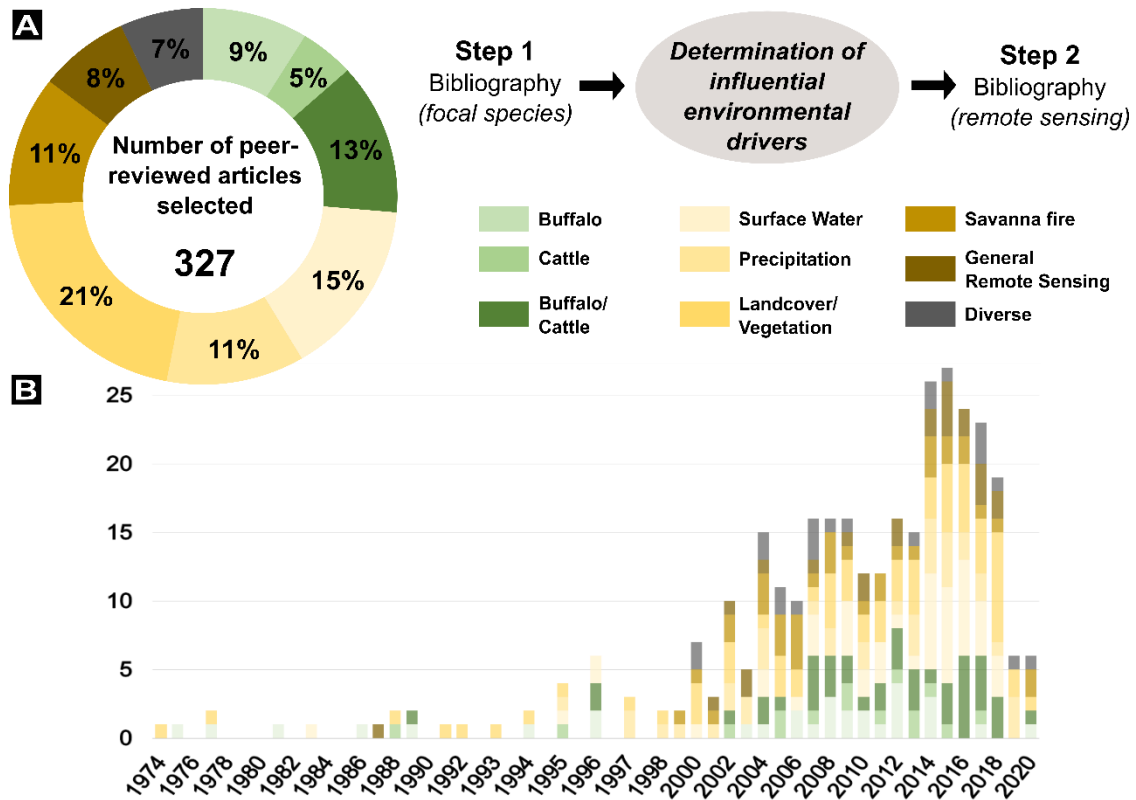 A
7%
9%
8%
5%
11%
13%
21%
15%
11%
Number of peer-
reviewed articles
selected
327
Step 1
Bibliography
(focal species)
Determination of
influential
environmental
drivers
Step 2
Bibliography
(remote sensing)
Buffalo
Cattle
Buffalo/
Cattle
Surface Water
Precipitation
Landcover/
Vegetation
Savanna fire
General
Remote Sensing
Diverse
B
25
20
15
10
5
0
1974
1976
1978
1980
1982
1984
1986
1988
1990
1992
1993
1994
1995
1996
1997
1998
2000
2002
2004
2006
2008
2010
2012
2014
2016
2018
2020